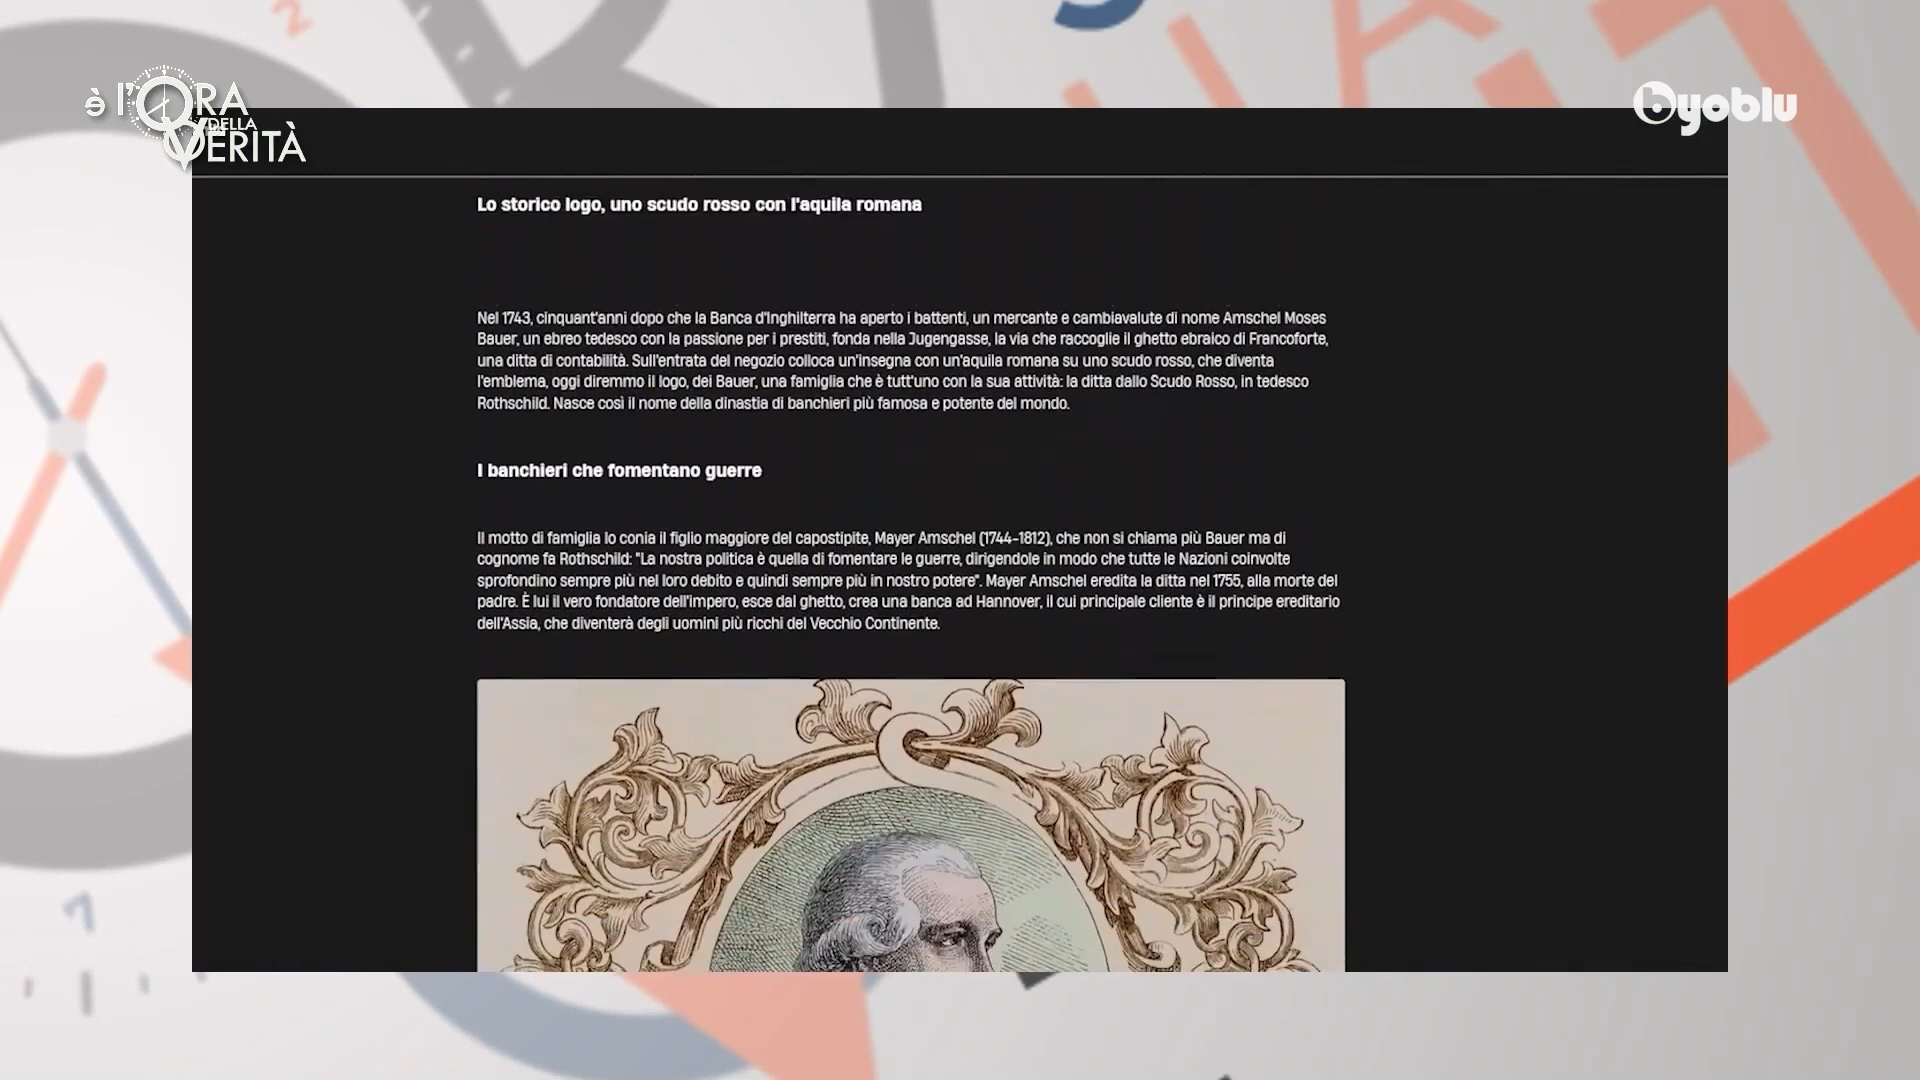 è l'ORA
DELLA
VERITÀ
byoblu
Lo storico logo, uno scudo rosso con l'aquila romana
Nel 1743, cinquant'anni dopo che la Banca d'Inghilterra ha aperto i battenti, un mercante e cambiavalute di nome Amschel Moses
Bauer, un ebreo tedesco con la passione per i prestiti, fonda nella Jugengasse, la via che raccoglie il ghetto ebraico di Francoforte,
una ditta di contabilità. Sull'entrata del negozio colloca un'insegna con un'aquila romana su uno scudo rosso, che diventa
l'emblema, oggi diremmo il logo, dei Bauer, una famiglia che è tutt'uno con la sua attività: la ditta dallo Scudo Rosso, in tedesco
Rothschild. Nasce così il nome della dinastia di banchieri più famosa e potente del mondo.
I banchieri che fomentano guerre
Il motto di famiglia lo conia il figlio maggiore del capostipite, Mayer Amschel (1744-1812), che non si chiama più Bauer ma di
cognome fa Rothschild: "La nostra politica è quella di fomentare le guerre, dirigendole in modo che tutte le Nazioni coinvolte
sprofondino sempre più nel loro debito e quindi sempre più in nostro potere". Mayer Amschel eredita la ditta nel 1755, alla morte del
padre. È lui il vero fondatore dell'impero, esce dal ghetto, crea una banca ad Hannover, il cui principale cliente è il principe ereditario
dell'Assia, che diventerà degli uomini più ricchi del Vecchio Continente.